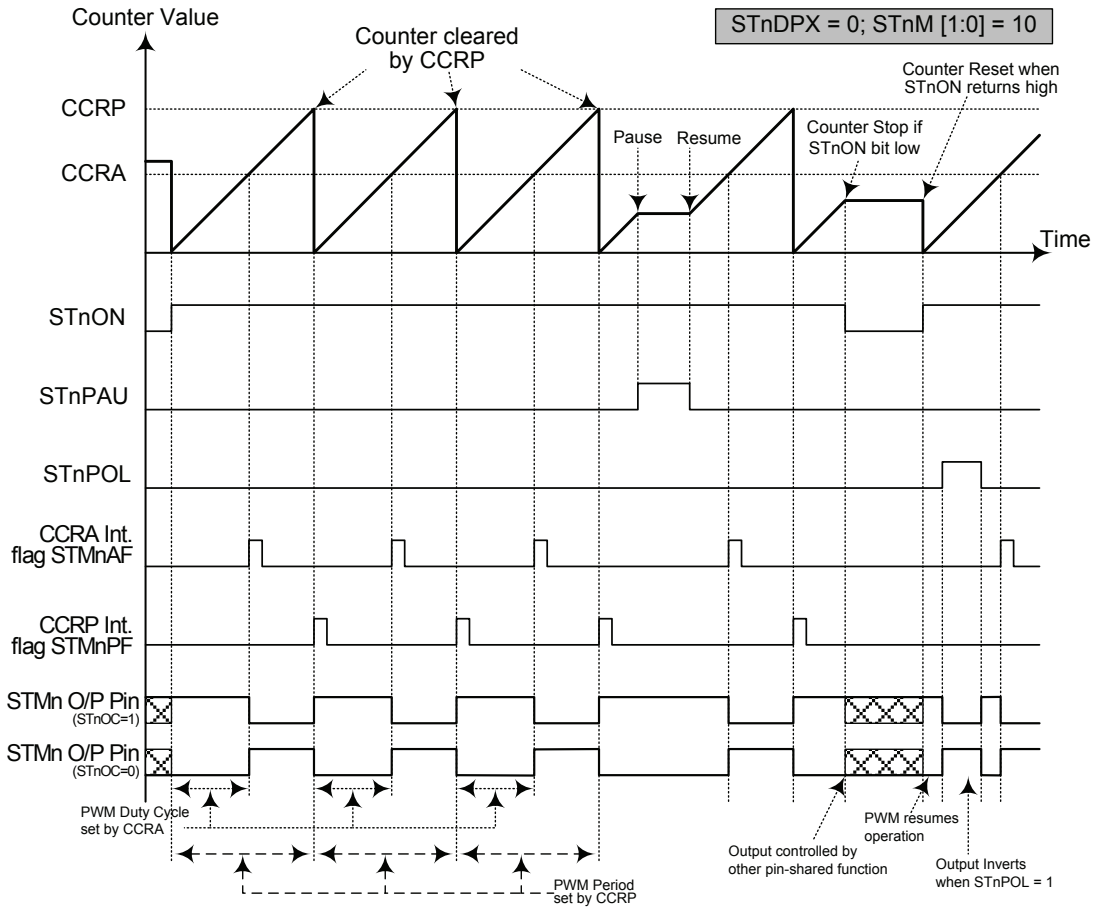 Counter Value
STnDPX = 0; STnM [1:0] = 10
Counter cleared
by CCRP
Counter Reset when
STnON returns high
CCRP
Pause
Resume
Counter Stop if
STnON bit low
CCRA
Time
STnON
STnPAU
STnPOL
CCRA Int.
flag STMnAF
CCRP Int.
flag STMnPF
STMn O/P Pin
(STnOC=1)
STMn O/P Pin
(STnOC=0)
PWM Duty Cycle
set by CCRA
PWM resumes
operation
Output controlled by
other pin-shared function
Output Inverts
when STnPOL = 1
PWM Period
set by CCRP